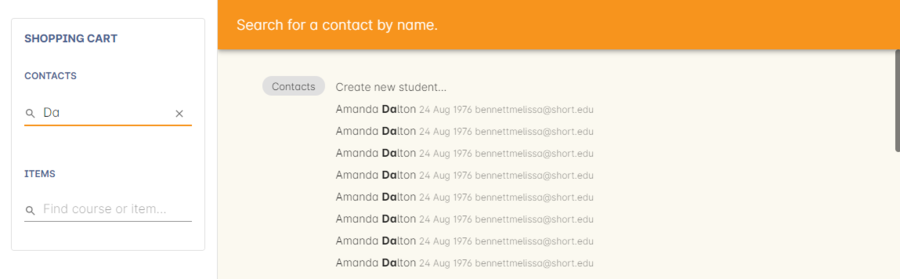 SHOPPING CART
CONTACTS
Da
ITEMS
Find course or item...
Search for a contact by name.
Contacts
Create new student...
Amanda Dalton 24 Aug 1976 bennettmelissa@short.edu
Amanda Dalton 24 Aug 1976 bennettmelissa@short.edu
Amanda Dalton 24 Aug 1976 bennettmelissa@short.edu
Amanda Dalton 24 Aug 1976 bennettmelissa@short.edu
Amanda Dalton 24 Aug 1976 bennettmelissa@short.edu
Amanda Dalton 24 Aug 1976 bennettmelissa@short.edu
Amanda Dalton 24 Aug 1976 bennettmelissa@short.edu
Amanda Dalton 24 Aug 1976 bennettmelissa@short.edu